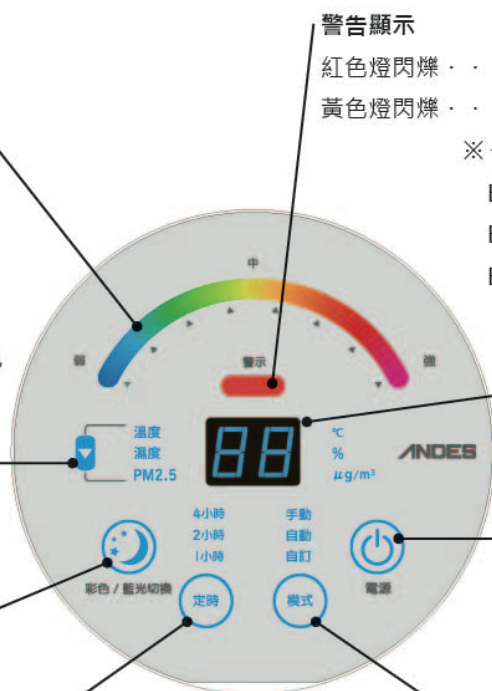 警告顯示
紅色燈閃爍・・
黃色燈閃爍・・
※
中
弱
強
警示
溫度
濕度
PM2.5
88
℃
%
μg/m³
ANDES
4小時
2小時
1小時
手動
自動
自訂
彩色 / 藍光切換
定時
模式
電源